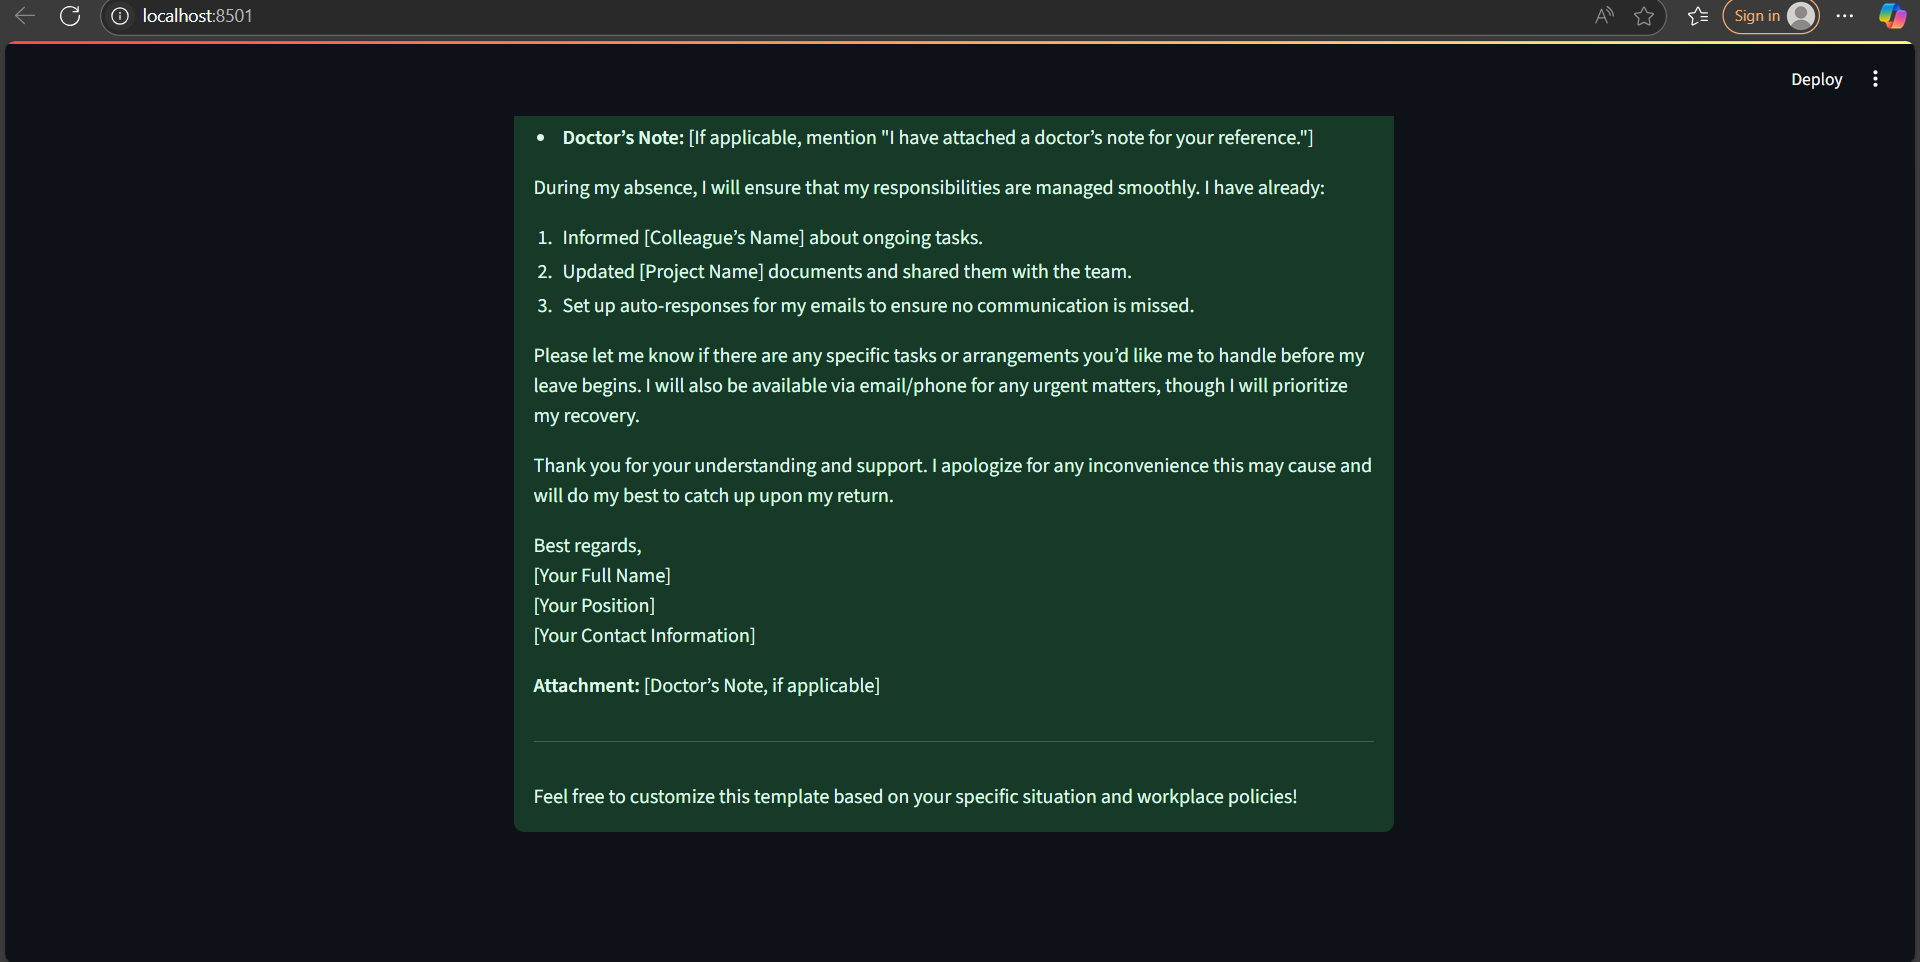 localhost:8501
Sign in
Deploy
• Doctor’s Note: [If applicable, mention "I have attached a doctor’s note for your reference."]
During my absence, I will ensure that my responsibilities are managed smoothly. I have already:
1. Informed [Colleague’s Name] about ongoing tasks.
2. Updated [Project Name] documents and shared them with the team.
3. Set up auto-responses for my emails to ensure no communication is missed.
Please let me know if there are any specific tasks or arrangements you’d like me to handle before my
leave begins. I will also be available via email/phone for any urgent matters, though I will prioritize
my recovery.
Thank you for your understanding and support. I apologize for any inconvenience this may cause and
will do my best to catch up upon my return.
Best regards,
[Your Full Name]
[Your Position]
[Your Contact Information]
Attachment: [Doctor’s Note, if applicable]
Feel free to customize this template based on your specific situation and workplace policies!